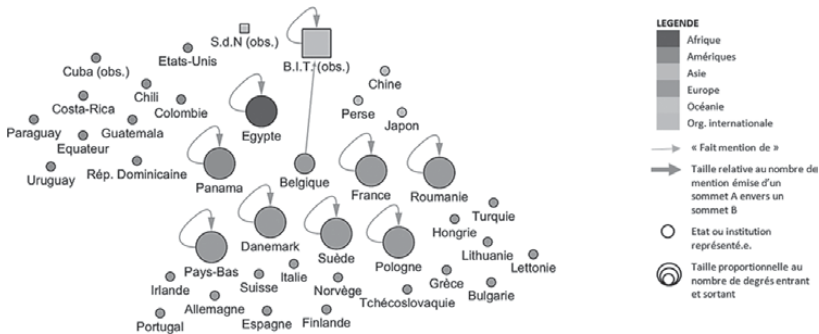 S.d.N (obs.)
B.I.T. (obs.)
Etats-Unis
Cuba (obs.)
Chine
Chili
Costa-Rica
Colombie
Perse
Japon
Paraguay
Guatemala
Egypte
Equateur
Uruguay
Rép. Dominicaine
Panama
Belgique
France
Roumanie
Turquie
Hongrie
Danemark
Suède
Lithuanie
Pays-Bas
Pologne
Lettonie
Irlande
Suisse
Italie
Norvège
Grèce
Tchécoslovaquie
Bulgarie
Allemagne
Portugal
Espagne
Finlande
LEGENDE
Afrique
Amériques
Asie
Europe
Océanie
Org. internationale
« Fait mention de »
Taille relative au nombre de
mention émise d'un
sommet A envers un
sommet B
Etat ou institution
représenté.e.
Taille proportionnelle au
nombre de degrés entrant
et sortant